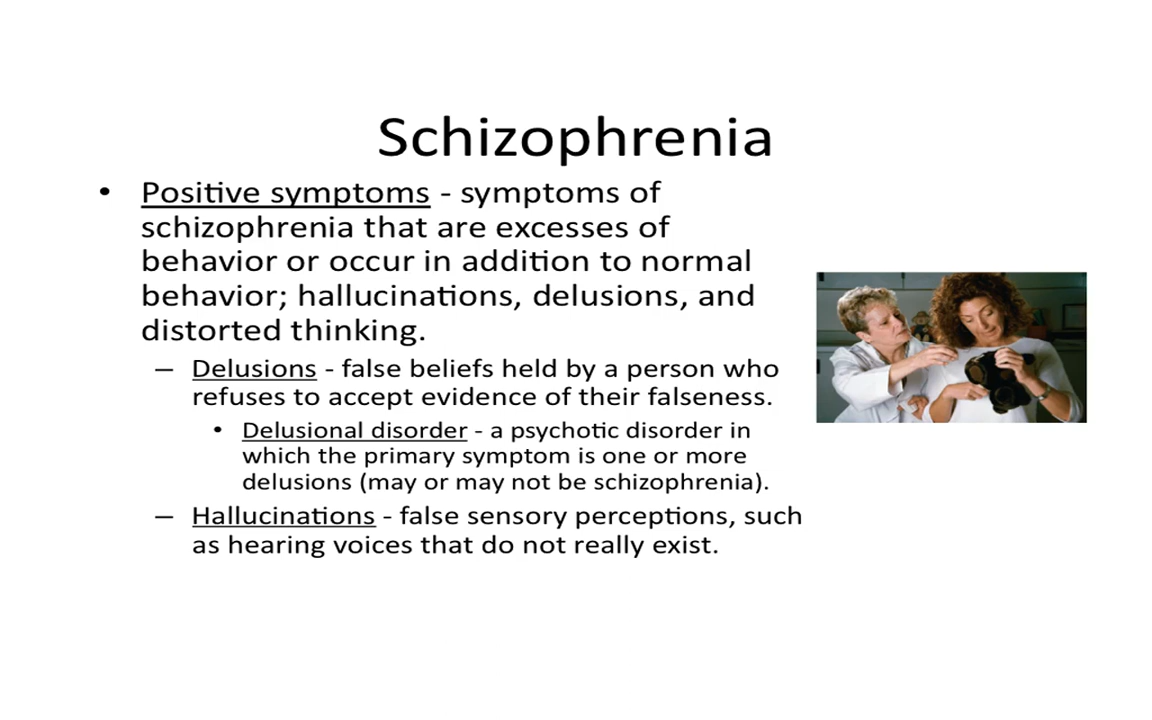 Schizophrenia
• Positive symptoms - symptoms of
schizophrenia that are excesses of
behavior or occur in addition to normal
behavior; hallucinations, delusions, and
distorted thinking.
– Delusions - false beliefs held by a person who
refuses to accept evidence of their falseness.
• Delusional disorder - a psychotic disorder in
which the primary symptom is one or more
delusions (may or may not be schizophrenia).
– Hallucinations - false sensory perceptions, such
as hearing voices that do not really exist.